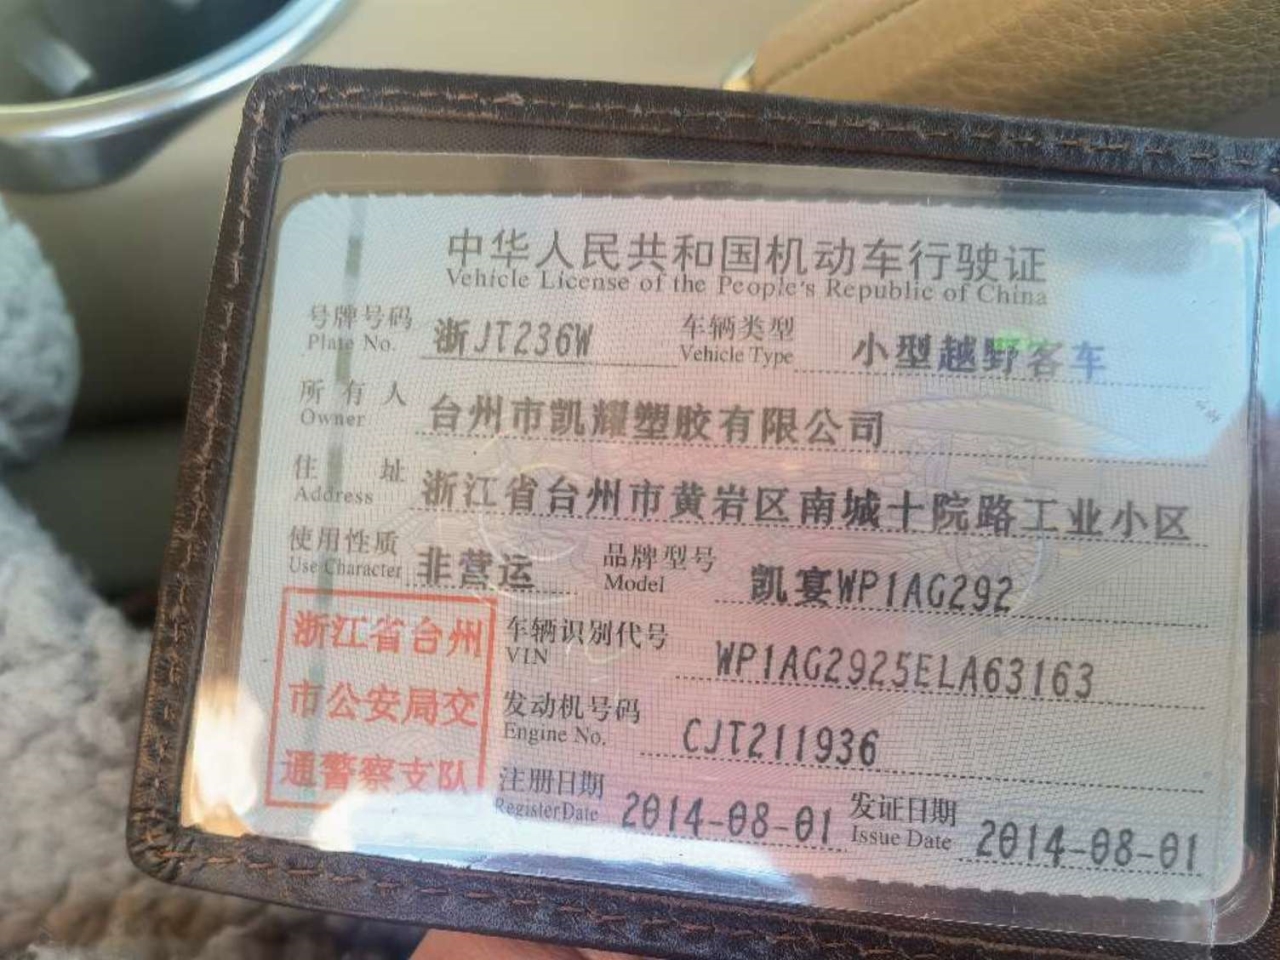 中华人民共和国机动车行驶证
Vehicle License of the People's Republic of China
号牌号码 浙JT236W 车辆类型 小型越野客车
Plate No. Vehicle Type
所有人 台州市凯耀塑胶有限公司
Owner
住址 浙江省台州市黄岩区南城十院路工业小区
Address
使用性质 非营运 品牌型号 凯宴WP1AG292
Use Character Model
浙江省台州
市公安局交
通警察支队
车辆识别代号 WP1AG2925ELA63163
VIN
发动机号码 CJT211936
Engine No.
注册日期 2014-08-01 发证日期 2014-08-01
Register Date Issue Date